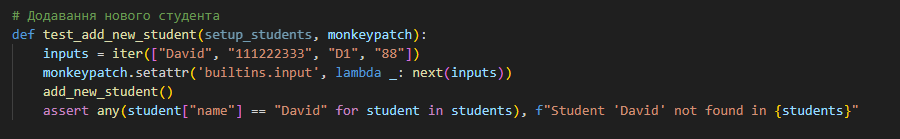 # Додавання нового студента
def test_add_new_student(setup_students, monkeypatch):
    inputs = iter(["David", "111222333", "D1", "88"])
    monkeypatch.setattr('builtins.input', lambda _: next(inputs))
    add_new_student()
    assert any(student["name"] == "David" for student in students), f"Student 'David' not found in {students}"